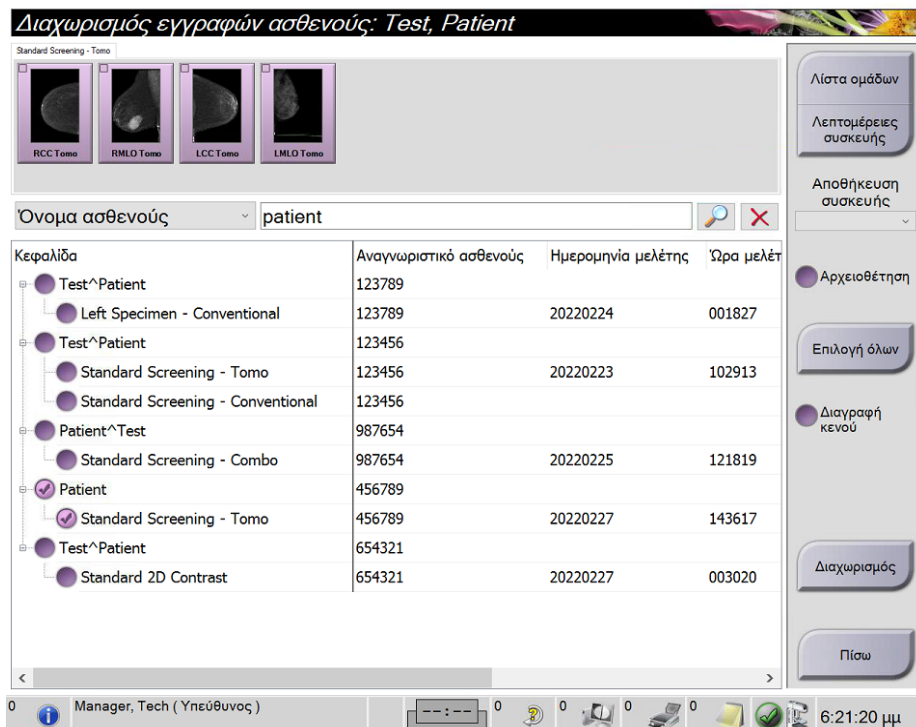 Διαχωρισμός εγγραφών ασθενούς: Test, Patient
Standard Screening - Tomo
RCC Tomo RMLO Tomo LCC Tomo LMLO Tomo
Λίστα ομάδων
Λεπτομέρειες
συσκευής
Αποθήκευση
συσκευής
Όνομα ασθενούς patient
Κεφαλίδα Αναγνωριστικό ασθενούς Ημερομηνία μελέτης Ώρα μελέτ
Test^Patient 123789
Left Specimen - Conventional 123789 20220224 001827
Test^Patient 123456
Standard Screening - Tomo 123456 20220223 102913
Standard Screening - Conventional 123456
Patient^Test 987654
Standard Screening - Combo 987654 20220225 121819
Patient 456789
Standard Screening - Tomo 456789 20220227 143617
Test^Patient 654321
Standard 2D Contrast 654321 20220227 003020
Αρχειοθέτηση
Επιλογή όλων
Διαγραφή
κενού
Διαχωρισμός
Πίσω
0 Manager, Tech ( Υπεύθυνος ) --:-- 0 0 0 0 6:21:20 μμ